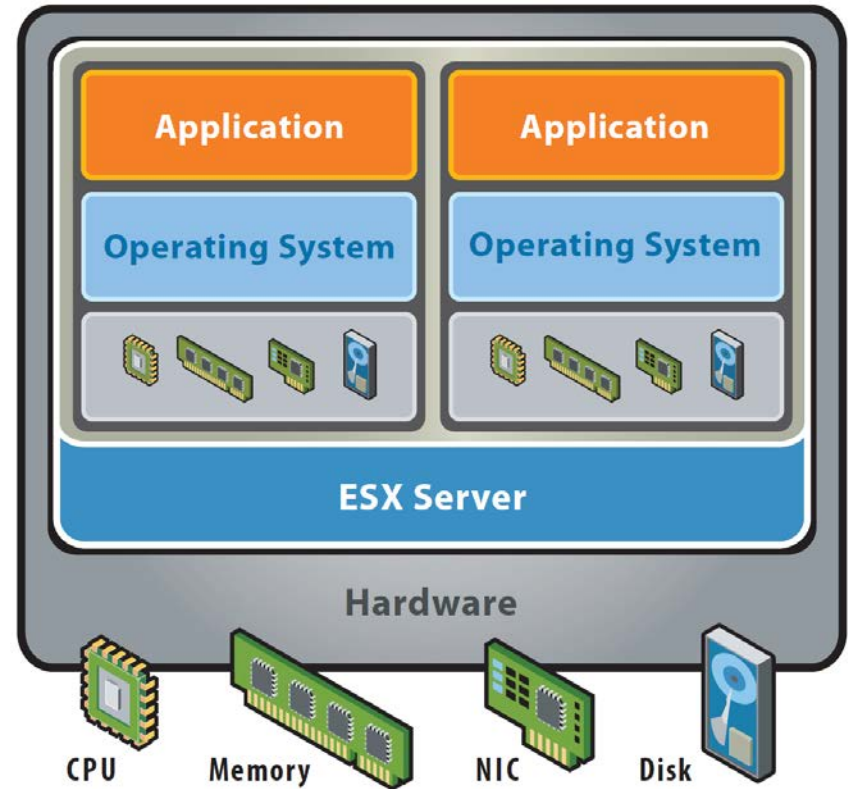 Application
Application
Operating System
Operating System
ESX Server
Hardware
CPU
Memory
NIC
Disk